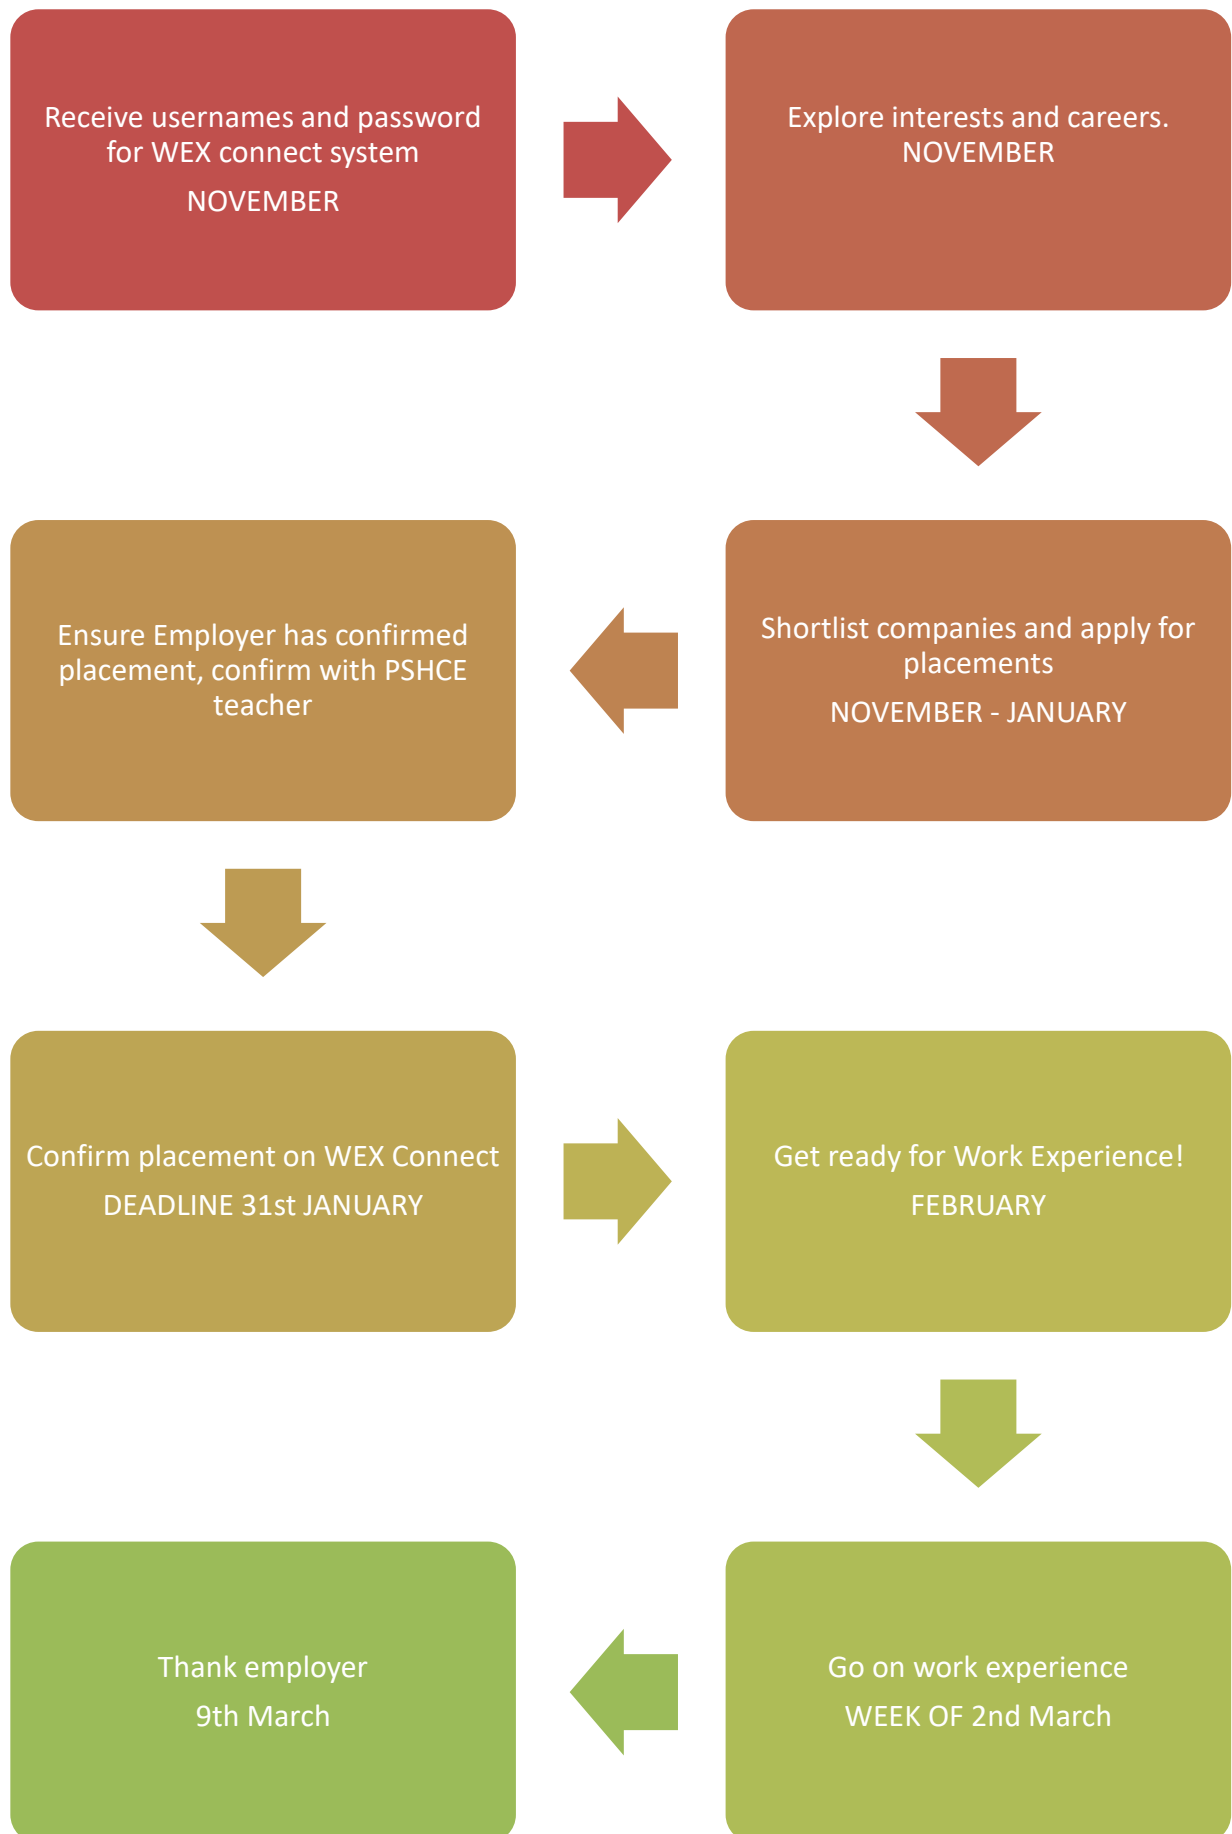 Receive usernames and password
for WEX connect system
NOVEMBER
Explore interests and careers.
NOVEMBER
Shortlist companies and apply for
placements
NOVEMBER - JANUARY
Ensure Employer has confirmed
placement, confirm with PSHCE
teacher
Confirm placement on WEX Connect
DEADLINE 31st JANUARY
Get ready for Work Experience!
FEBRUARY
Go on work experience
WEEK OF 2nd March
Thank employer
9th March